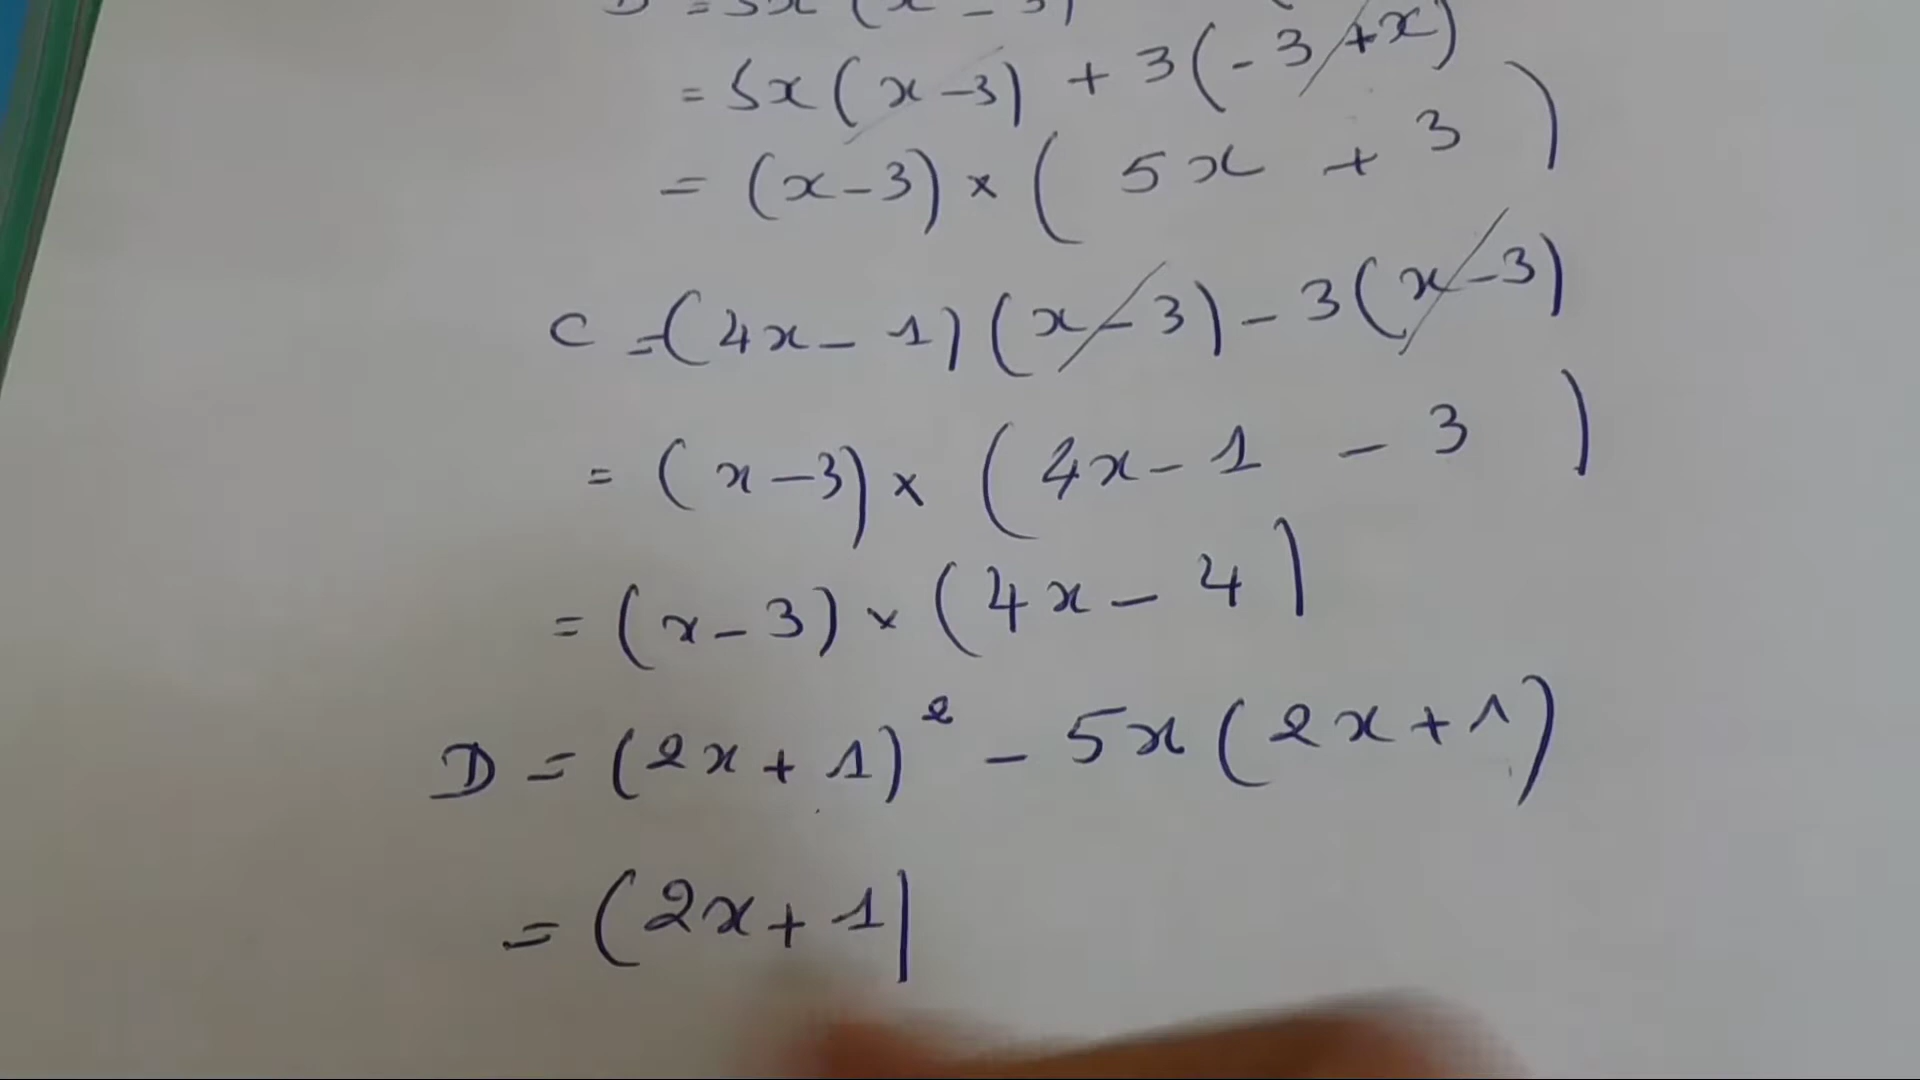 = 5x(x-3) + 3(-3+x)
= (x-3) × ( 5x + 3 )
C = (4x - 1) (x-3) - 3(x-3)
= (x-3) × (4x - 1 - 3 )
= (x-3) × (4x - 4)
D = (2x + 1)² - 5x(2x+1)
= (2x+1)